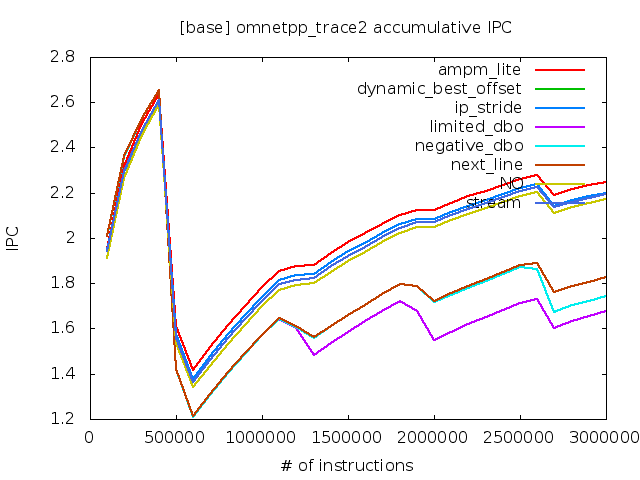 [base] omnetpp_trace2 accumulative IPC
2.8
2.6
2.4
2.2
2
1.8
1.6
1.4
1.2
IPC
ampm_lite
dynamic_best_offset
ip_stride
limited_dbo
negative_dbo
next_line
NO
stream
0 500000 1000000 1500000 2000000 2500000 3000000
# of instructions